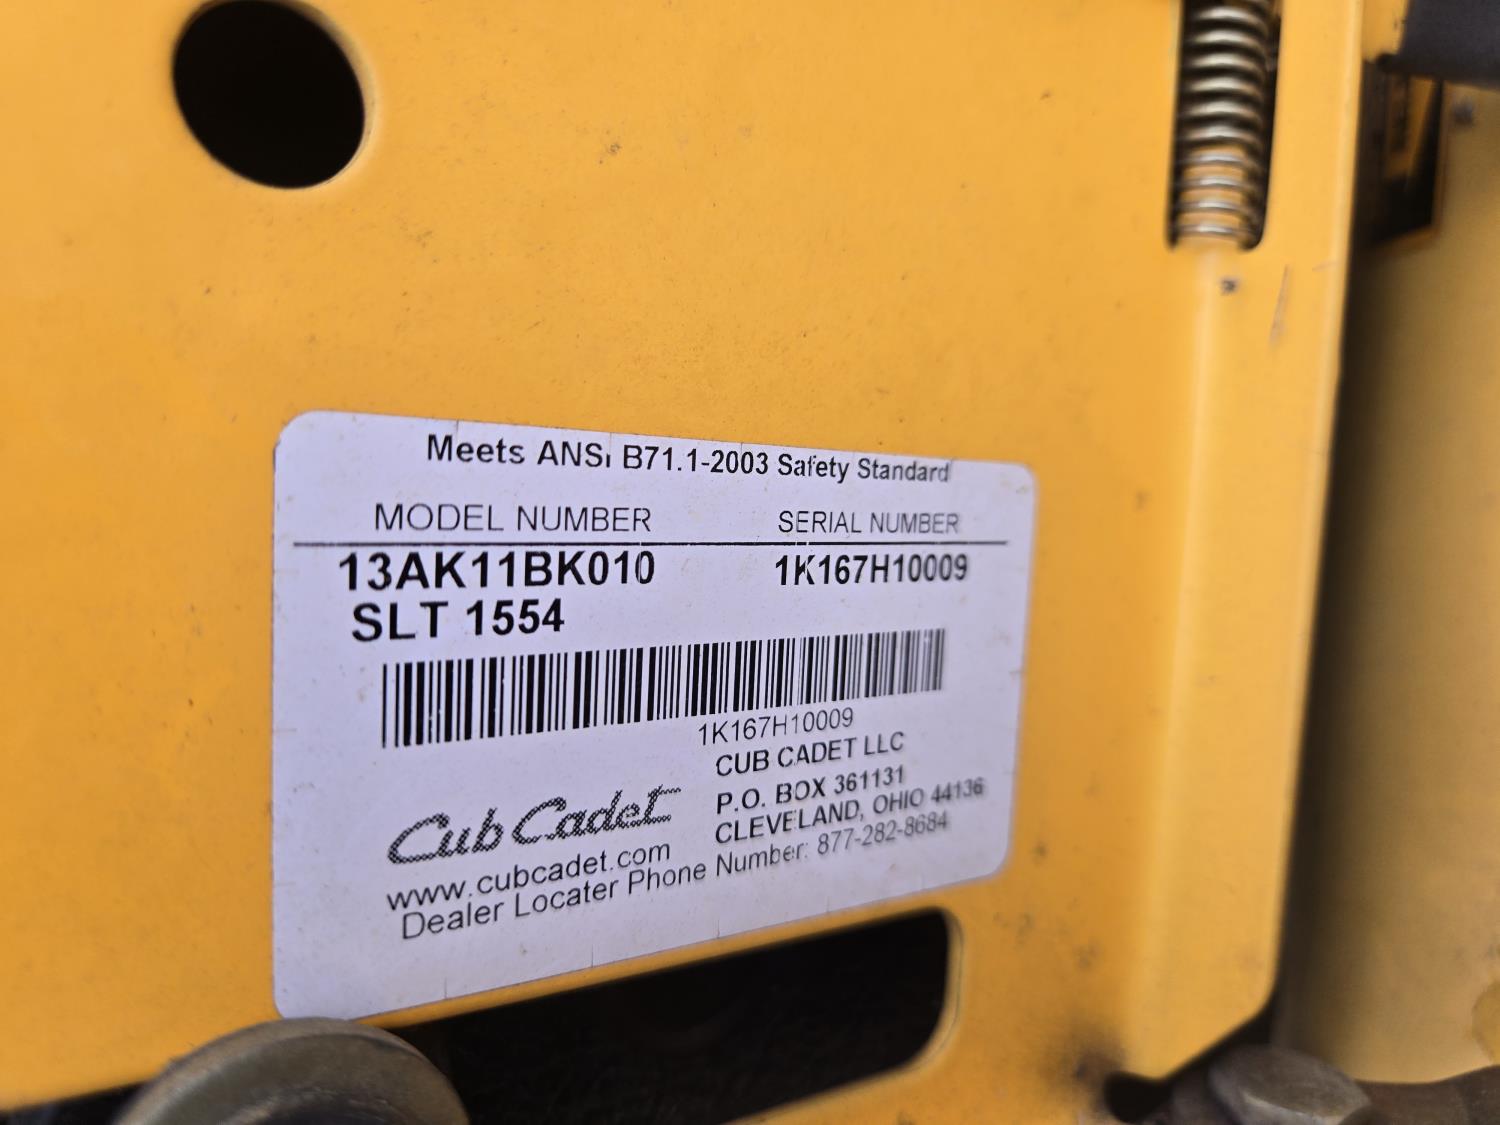 Meets ANSI B71.1-2003 Safety Standard
MODEL NUMBER SERIAL NUMBER
13AK11BK010 1K167H10009
SLT 1554
1K167H10009
CUB CADET LLC
P.O. BOX 361131
CLEVELAND, OHIO 44136
Cub Cadet
www.cubcadet.com
Dealer Locater Phone Number: 877-282-8684